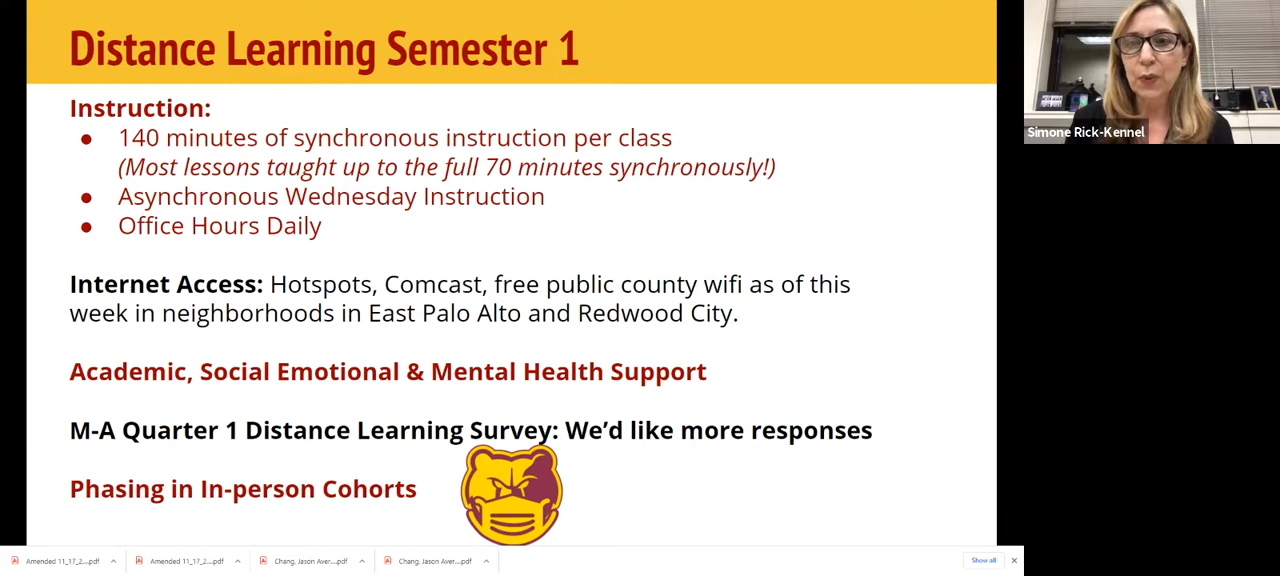 Distance Learning Semester 1
Instruction:
● 140 minutes of synchronous instruction per class
(Most lessons taught up to the full 70 minutes synchronously!)
● Asynchronous Wednesday Instruction
● Office Hours Daily
Internet Access: Hotspots, Comcast, free public county wifi as of this
week in neighborhoods in East Palo Alto and Redwood City.
Academic, Social Emotional & Mental Health Support
M-A Quarter 1 Distance Learning Survey: We’d like more responses
Phasing in In-person Cohorts
Simone Rick-Kennel
Amended 11_17_2....pdf
Amended 11_17_2....pdf
Chang, Jason Aver....pdf
Chang, Jason Aver....pdf
Show all